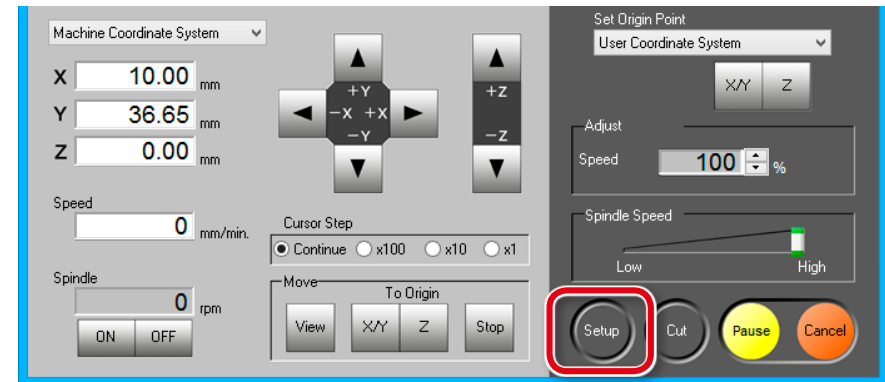 Machine Coordinate System
X 10.00 mm
Y 36.65 mm
Z 0.00 mm
Speed
0 mm/min.
Spindle
0 rpm
ON OFF
+Y
-X +X
-Y
+Z
-Z
Cursor Step
Continue x100 x10 x1
Move
To Origin
View X/Y Z Stop
Set Origin Point
User Coordinate System
X/Y Z
Adjust
Speed 100 %
Spindle Speed
Low High
Setup Cut Pause Cancel